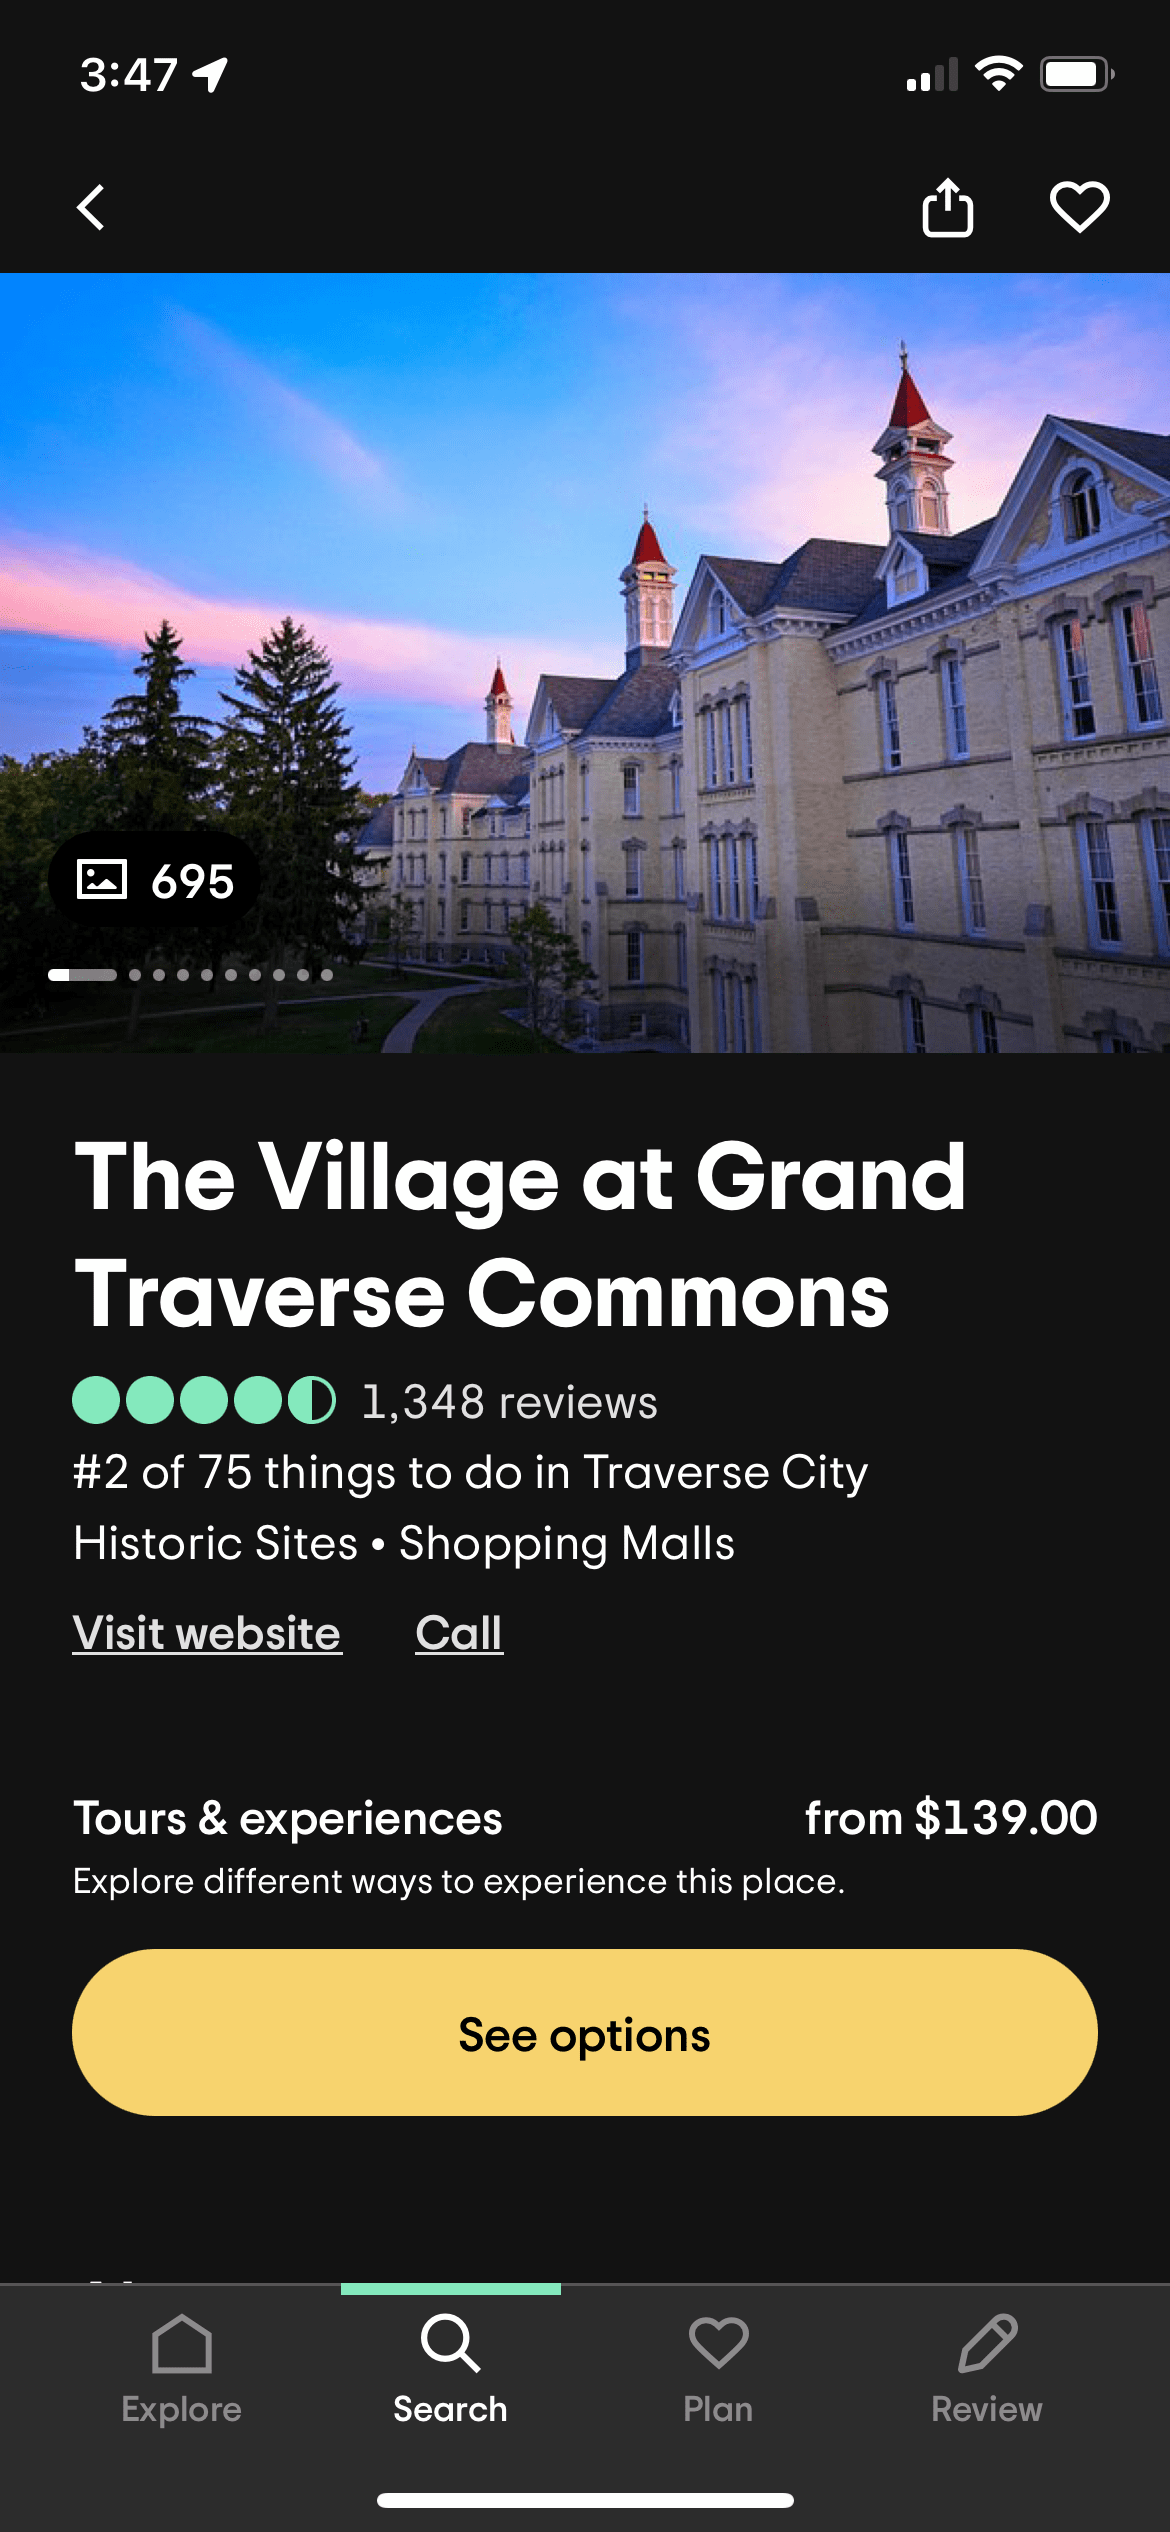 3:47
695
The Village at Grand
Traverse Commons
1,348 reviews
#2 of 75 things to do in Traverse City
Historic Sites • Shopping Malls
Visit website Call
Tours & experiences from $139.00
Explore different ways to experience this place.
See options
Explore Search Plan Review